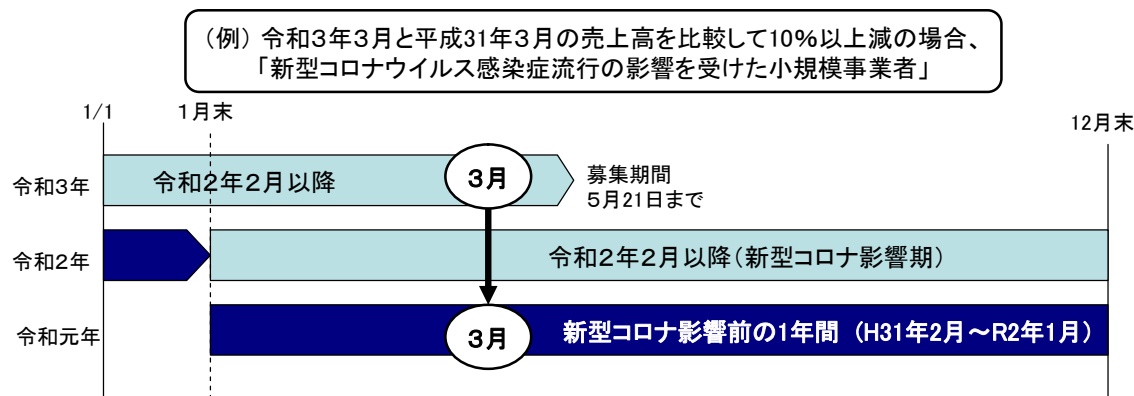 （例） 令和３年３月と平成31年３月の売上高を比較して10％以上減の場合、
「新型コロナウイルス感染症流行の影響を受けた小規模事業者」
1/1
１月末
12月末
令和3年
令和２年２月以降
３月
募集期間
５月21日まで
令和2年
令和２年２月以降（新型コロナ影響期）
令和元年
３月
新型コロナ影響前の１年間 （H31年２月～R２年１月）